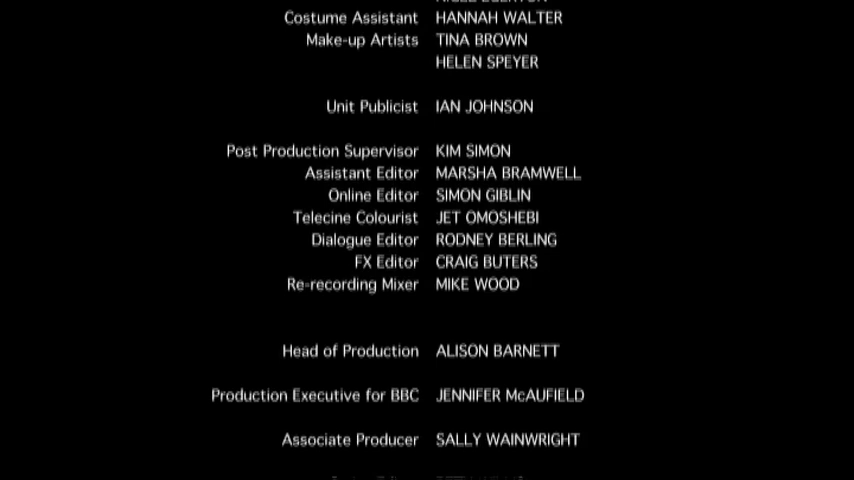 Costume Assistant HANNAH WALTER
Make-up Artists TINA BROWN
HELEN SPEYER
Unit Publicist IAN JOHNSON
Post Production Supervisor KIM SIMON
Assistant Editor MARSHA BRAMWELL
Online Editor SIMON GIBLIN
Telecine Colourist JET OMOSHEBI
Dialogue Editor RODNEY BERLING
FX Editor CRAIG BUTERS
Re-recording Mixer MIKE WOOD
Head of Production ALISON BARNETT
Production Executive for BBC JENNIFER McAUFIELD
Associate Producer SALLY WAINWRIGHT